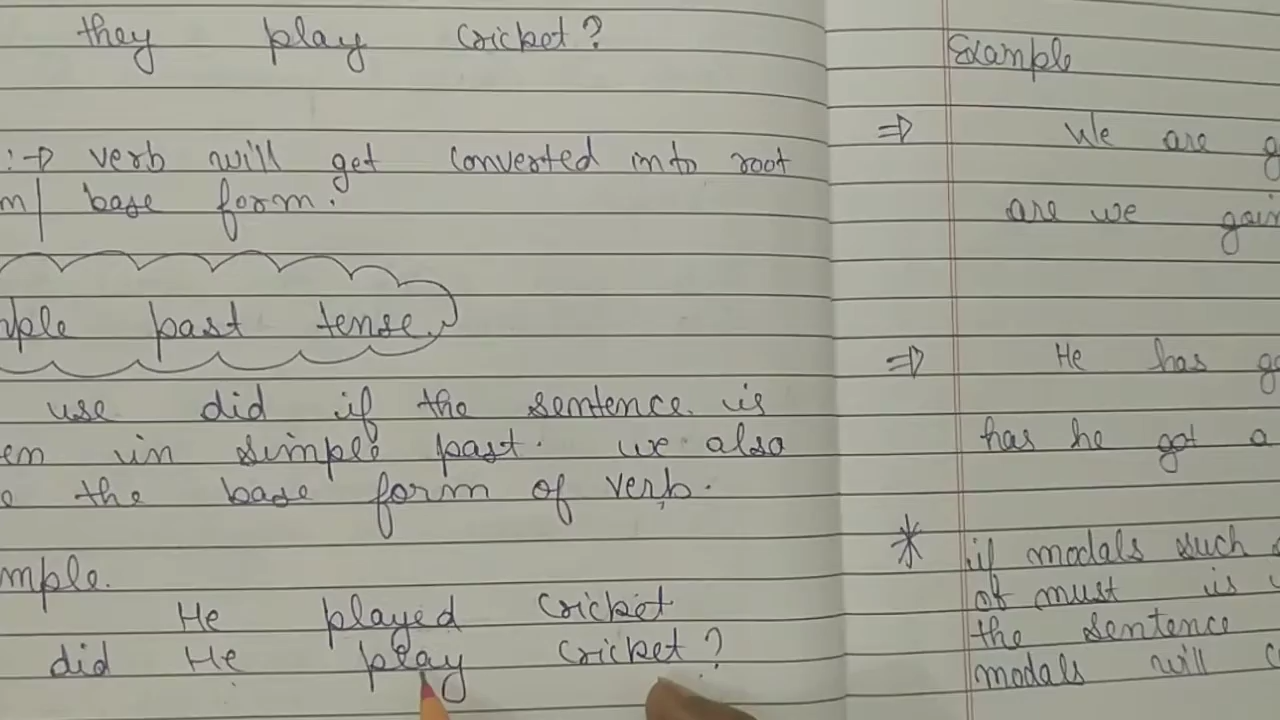 they play cricket?
:→ verb will get converted into root
m| base form.
mple past tense.
use did if the sentence is
en in simple past. we also
e the base form of verb.
mple.
He played cricket
did He play cricket?
Example
⇒ We are g
are we gain
⇒ He has go
has he got a
* if modals such
of must is
the sentence
modals will